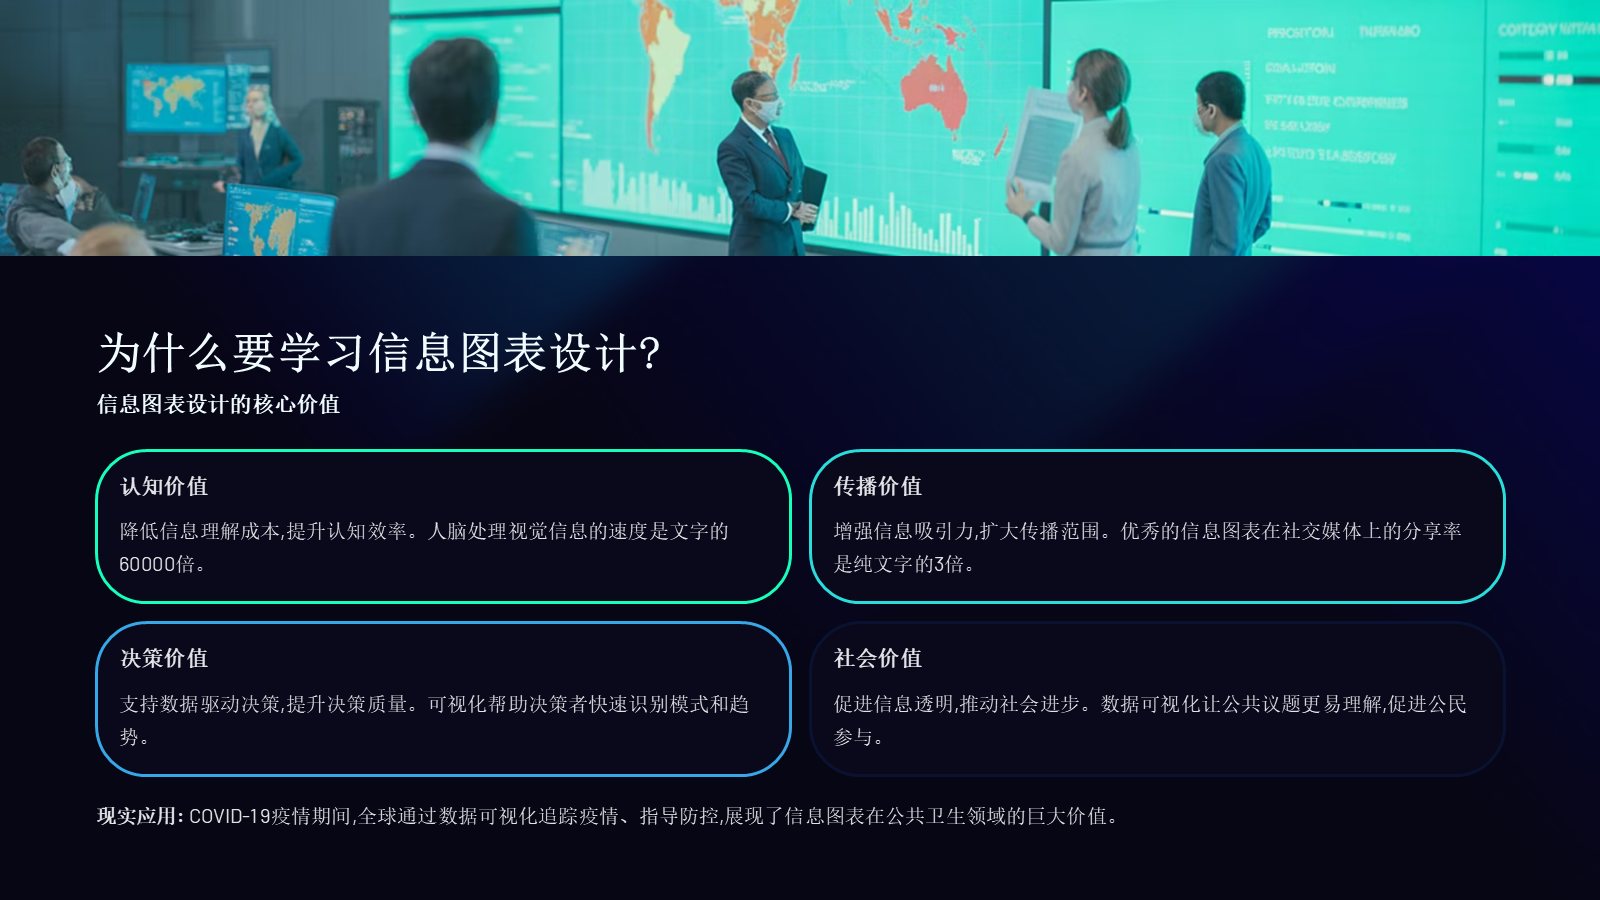 为什么要学习信息图表设计?
信息图表设计的核心价值
认知价值
降低信息理解成本,提升认知效率。人脑处理视觉信息的速度是文字的
60000倍。
传播价值
增强信息吸引力,扩大传播范围。优秀的信息图表在社交媒体上的分享率
是纯文字的3倍。
决策价值
支持数据驱动决策,提升决策质量。可视化帮助决策者快速识别模式和趋
势。
社会价值
促进信息透明,推动社会进步。数据可视化让公共议题更易理解,促进公民
参与。
现实应用: COVID-19疫情期间,全球通过数据可视化追踪疫情、指导防控,展现了信息图表在公共卫生领域的巨大价值。